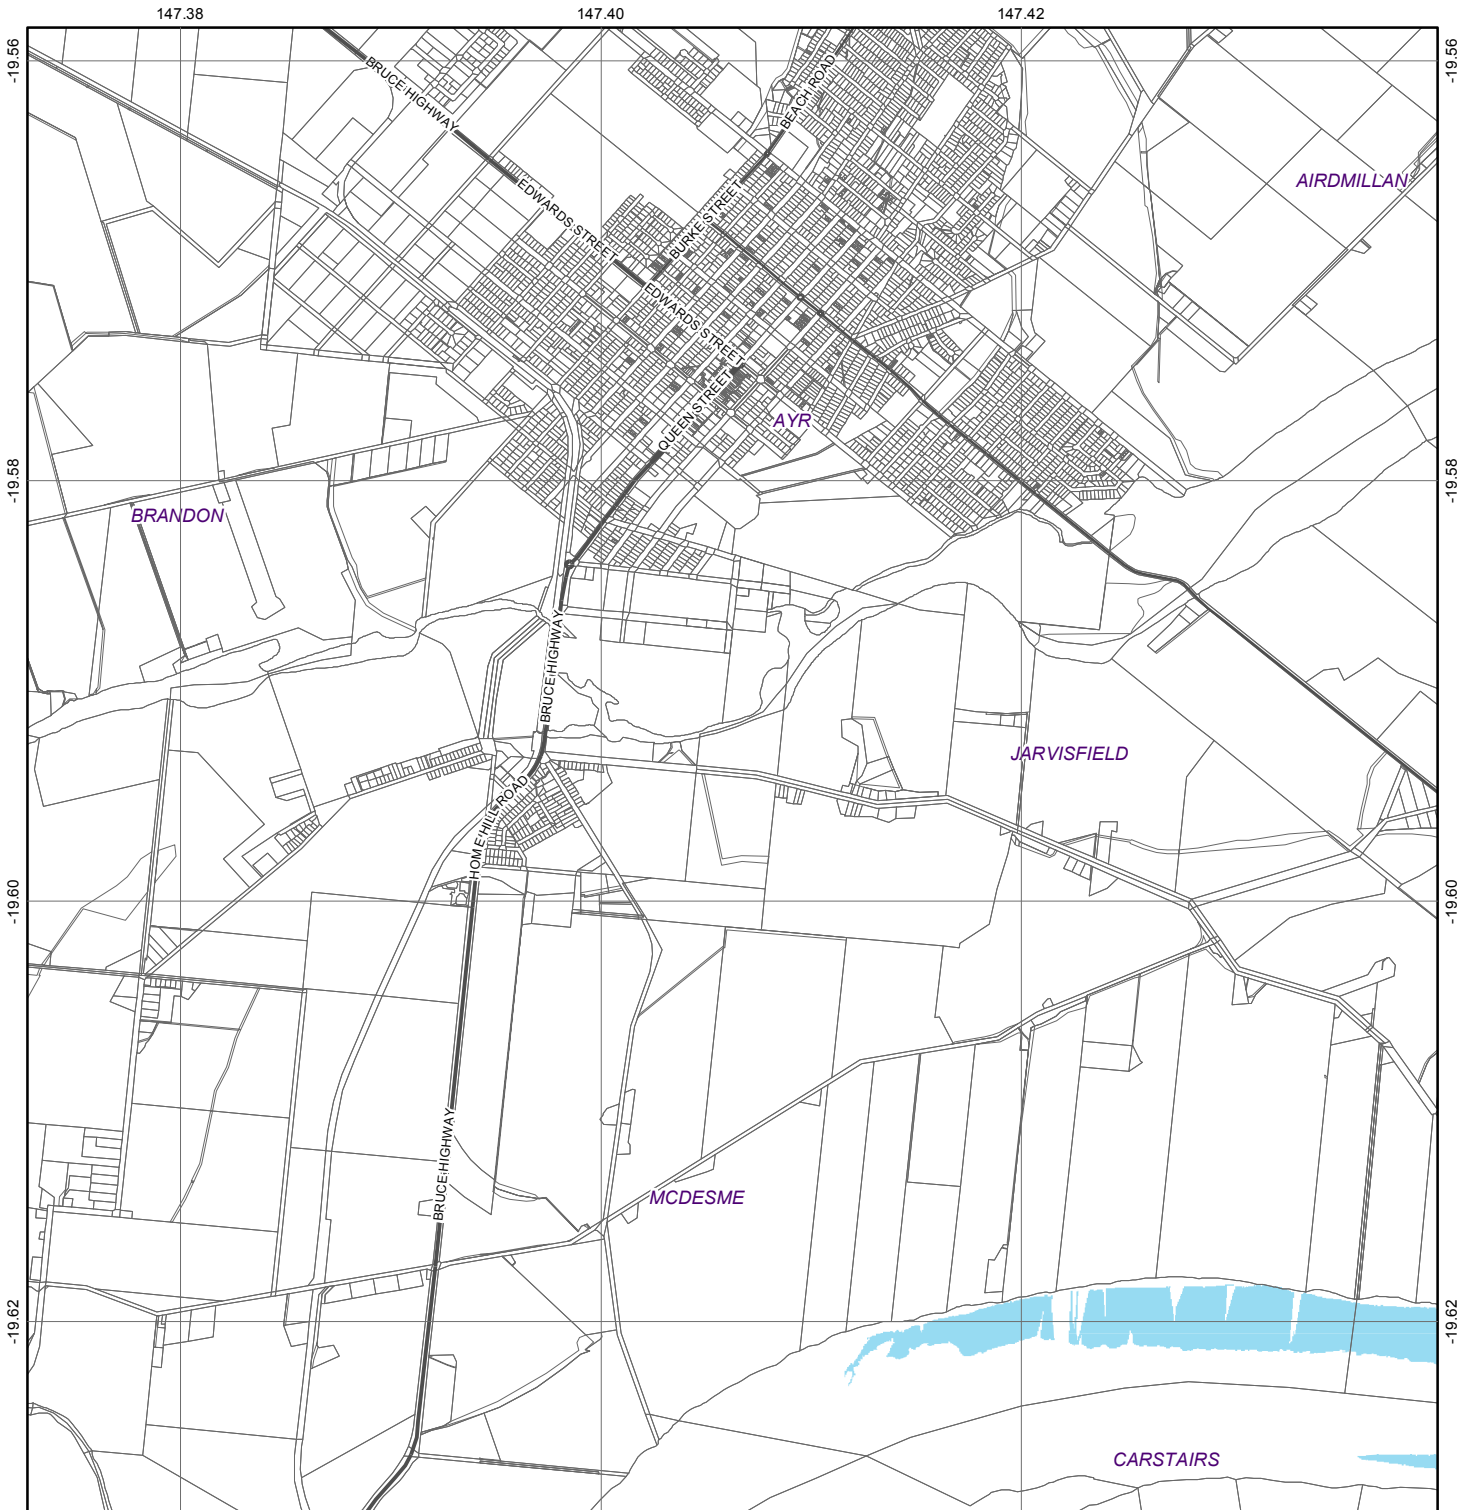 147.38
147.40
147.42
-19.56
-19.56
BRUCE HIGHWAY
BEACH ROAD
AIRDMILLAN
EDWARDS STREET
BURKE STREET
EDWARDS STREET
QUEEN STREET
AYR
-19.58
-19.58
BRANDON
BRUCE HIGHWAY
JARVISFIELD
HOME HILL ROAD
-19.60
-19.60
BRUCE HIGHWAY
MCDESME
-19.62
-19.62
CARSTAIRS